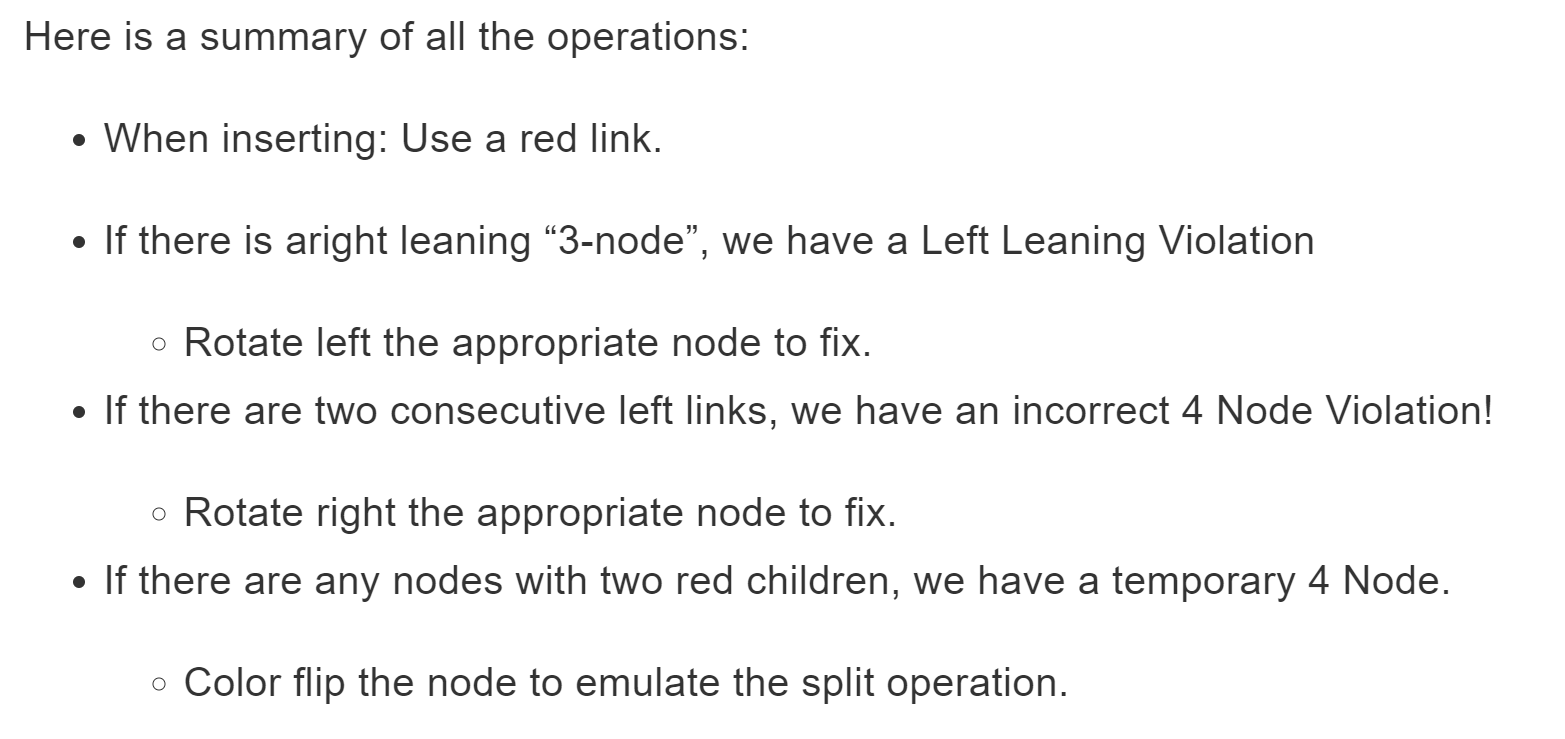 Here is a summary of all the operations:
• When inserting: Use a red link.
• If there is aright leaning “3-node”, we have a Left Leaning Violation
◦ Rotate left the appropriate node to fix.
• If there are two consecutive left links, we have an incorrect 4 Node Violation!
◦ Rotate right the appropriate node to fix.
• If there are any nodes with two red children, we have a temporary 4 Node.
◦ Color flip the node to emulate the split operation.